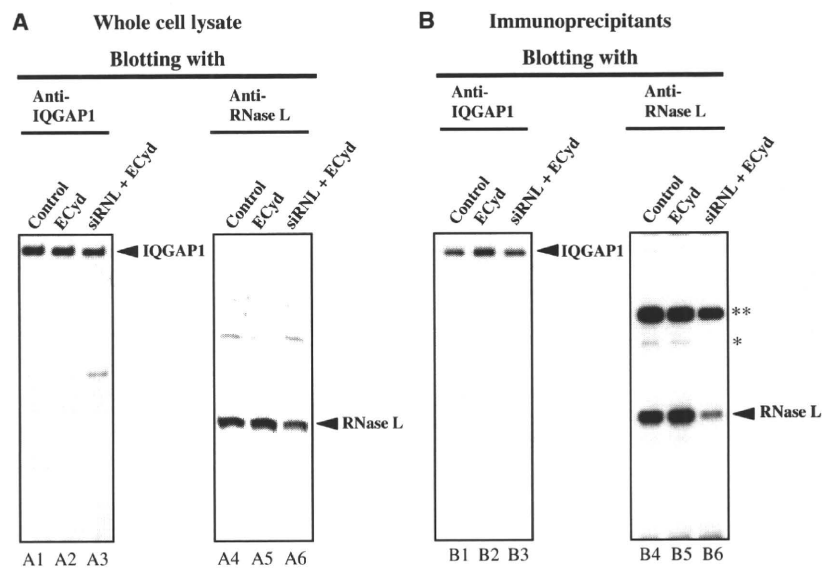 A
Whole cell lysate
Blotting with
Anti-
IQGAP1
Anti-
RNase L
Control
ECyd
siRNL + ECyd
Control
ECyd
siRNL + ECyd
IQGAP1
RNase L
A1 A2 A3
A4 A5 A6
B
Immunoprecipitants
Blotting with
Anti-
IQGAP1
Anti-
RNase L
Control
ECyd
siRNL + ECyd
Control
ECyd
siRNL + ECyd
IQGAP1
**
*
RNase L
B1 B2 B3
B4 B5 B6